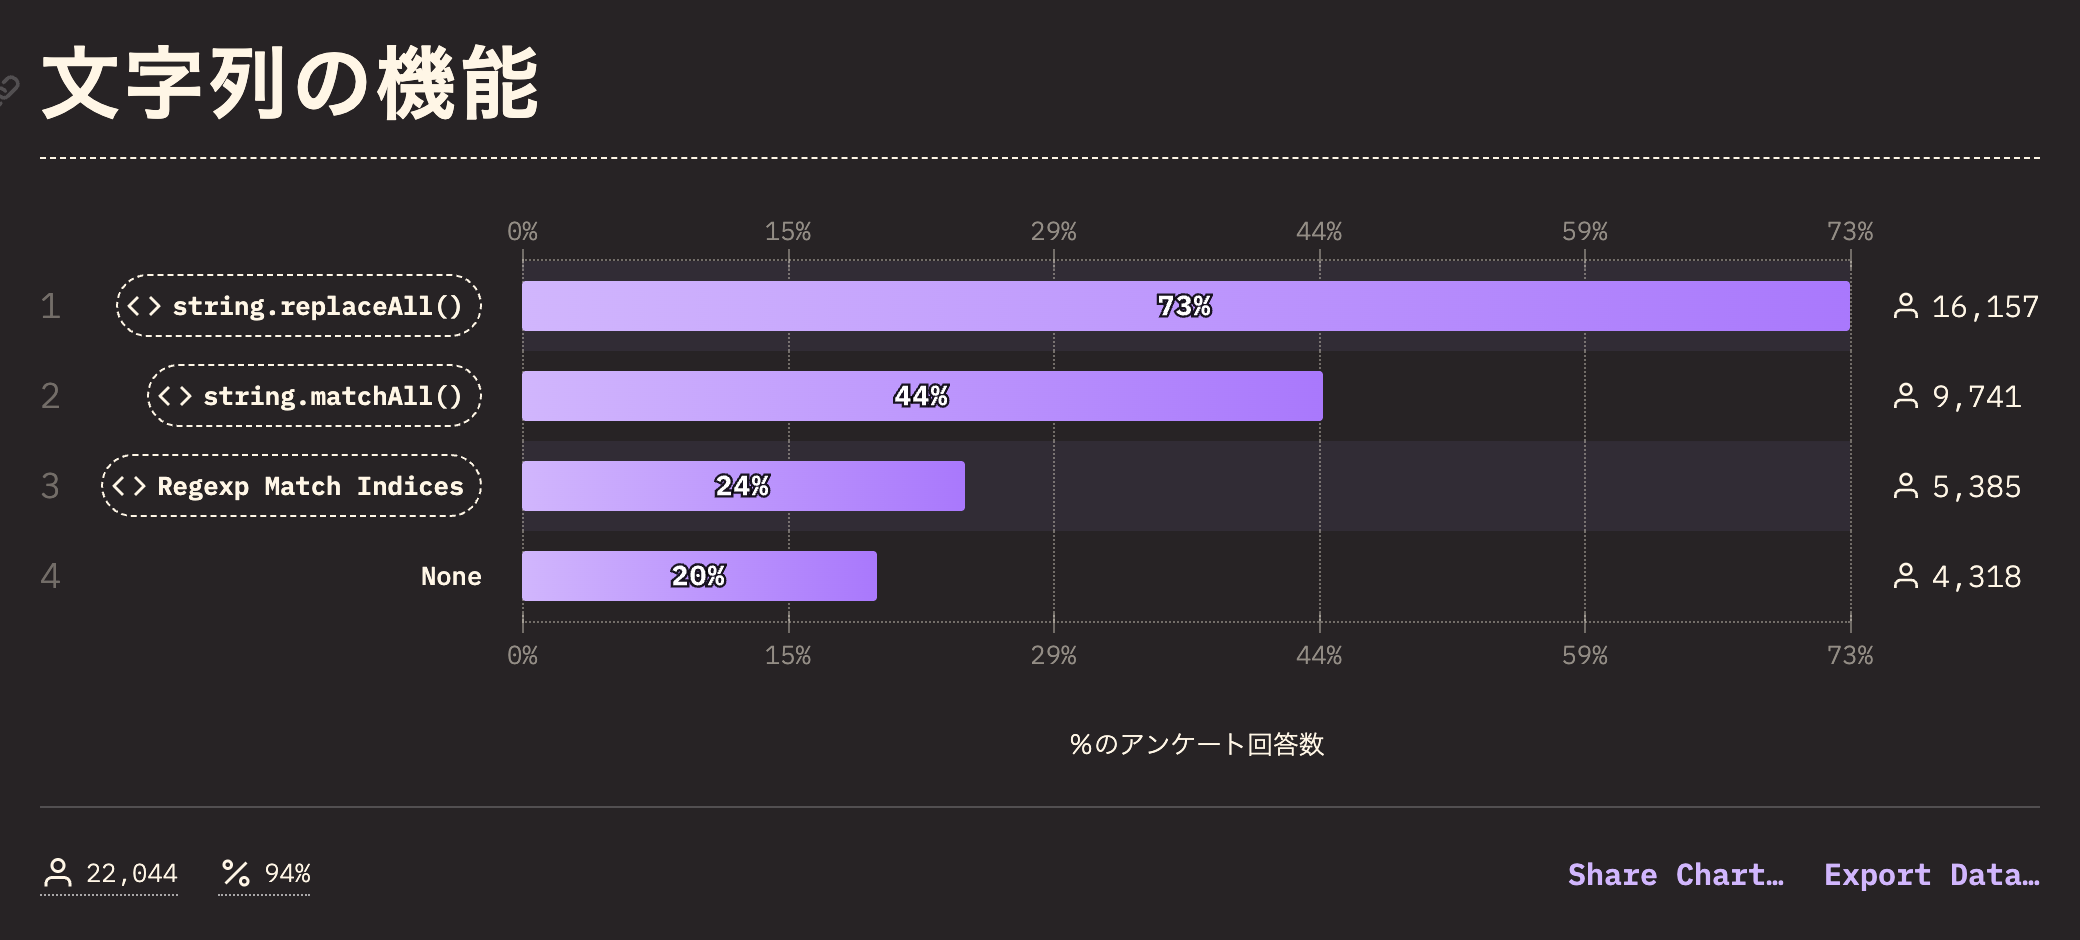 文字列の機能
0% 15% 29% 44% 59% 73%
1 <> string.replaceAll() 73% 16,157
2 <> string.matchAll() 44% 9,741
3 <> Regexp Match Indices 24% 5,385
4 None 20% 4,318
0% 15% 29% 44% 59% 73%
%のアンケート回答数
22,044 % 94% Share Chart… Export Data…